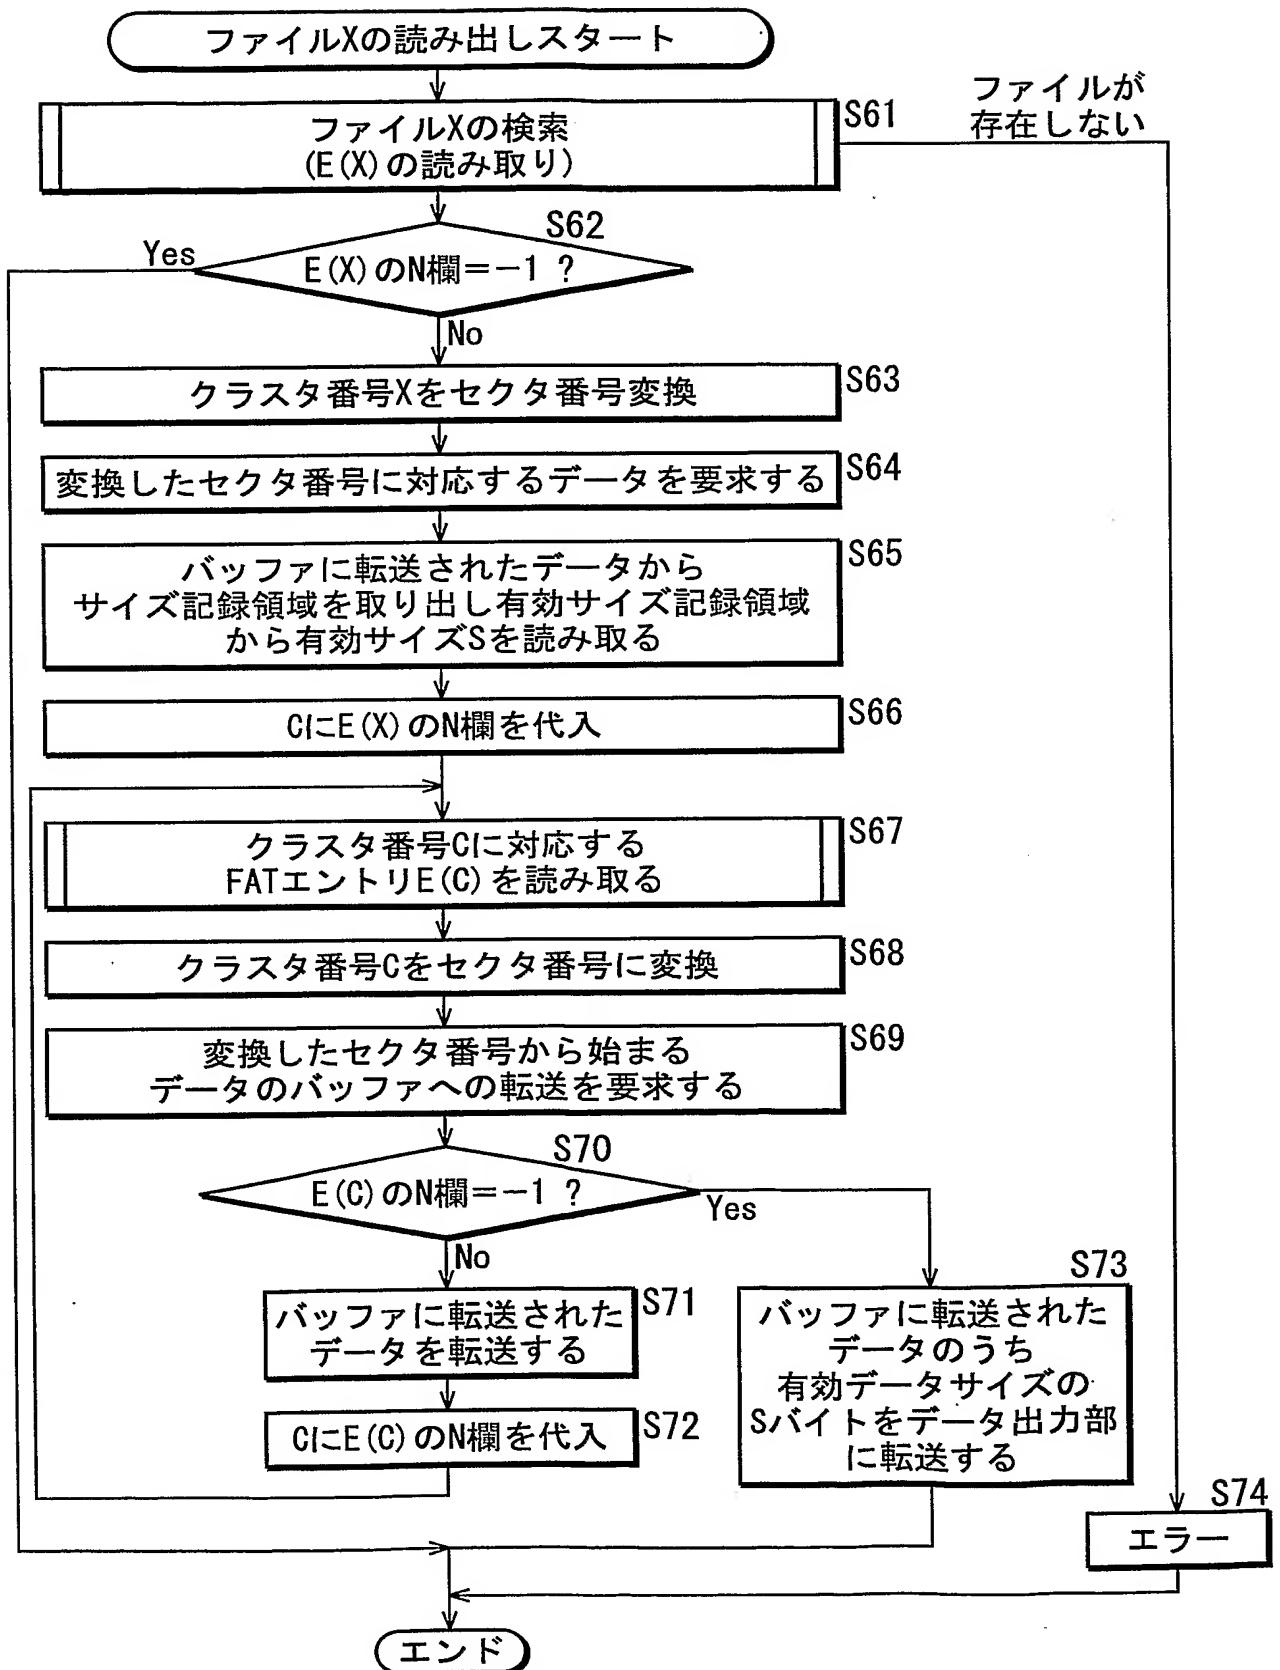 ファイルXの読み出しスタート
ファイルが
存在しない
S61
ファイルXの検索
(E(X)の読み取り)
S62
Yes
E(X)のN欄=-1 ?
No
S63
クラスタ番号Xをセクタ番号変換
S64
変換したセクタ番号に対応するデータを要求する
S65
バッファに転送されたデータから
サイズ記録領域を取り出し有効サイズ記録領域
から有効サイズSを読み取る
S66
CにE(X)のN欄を代入
S67
クラスタ番号Cに対応する
FATエントリE(C)を読み取る
S68
クラスタ番号Cをセクタ番号に変換
S69
変換したセクタ番号から始まる
データのバッファへの転送を要求する
S70
E(C)のN欄=-1 ?
Yes
No
S71
バッファに転送された
データを転送する
S72
CにE(C)のN欄を代入
S73
バッファに転送された
データのうち
有効データサイズの
Sバイトをデータ出力部
に転送する
S74
エラー
エンド